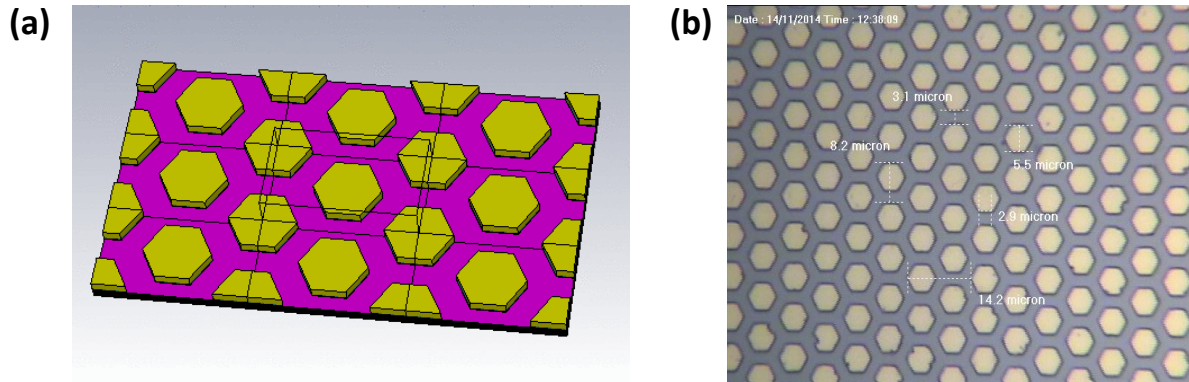 (a)
(b)
Date : 14/11/2014 Time : 12:38:09
3.1 micron
8.2 micron
5.5 micron
2.9 micron
14.2 micron